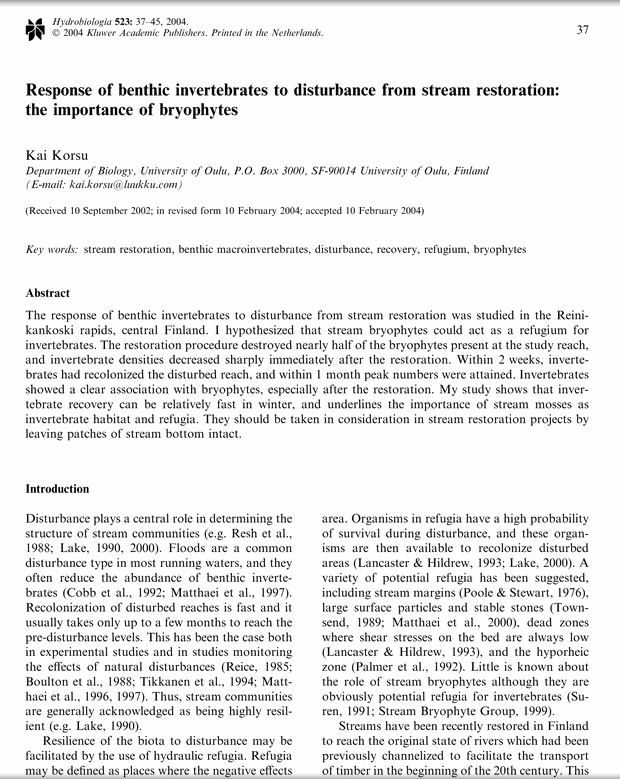 Hydrobiologia 523: 37–45, 2004.
© 2004 Kluwer Academic Publishers. Printed in the Netherlands.
37
Response of benthic invertebrates to disturbance from stream restoration:
the importance of bryophytes
Kai Korsu
Department of Biology, University of Oulu, P.O. Box 3000, SF-90014 University of Oulu, Finland
(E-mail: kai.korsu@luukku.com)
(Received 10 September 2002; in revised form 10 February 2004; accepted 10 February 2004)
Key words: stream restoration, benthic macroinvertebrates, disturbance, recovery, refugium, bryophytes
Abstract
The response of benthic invertebrates to disturbance from stream restoration was studied in the Reini-
kankoski rapids, central Finland. I hypothesized that stream bryophytes could act as a refugium for
invertebrates. The restoration procedure destroyed nearly half of the bryophytes present at the study reach,
and invertebrate densities decreased sharply immediately after the restoration. Within 2 weeks, inverte-
brates had recolonized the disturbed reach, and within 1 month peak numbers were attained. Invertebrates
showed a clear association with bryophytes, especially after the restoration. My study shows that inver-
tebrate recovery can be relatively fast in winter, and underlines the importance of stream mosses as
invertebrate habitat and refugia. They should be taken in consideration in stream restoration projects by
leaving patches of stream bottom intact.
Introduction
Disturbance plays a central role in determining the
structure of stream communities (e.g. Resh et al.,
1988; Lake, 1990, 2000). Floods are a common
disturbance type in most running waters, and they
often reduce the abundance of benthic inverte-
brates (Cobb et al., 1992; Matthaei et al., 1997).
Recolonization of disturbed reaches is fast and it
usually takes only up to a few months to reach the
pre-disturbance levels. This has been the case both
in experimental studies and in studies monitoring
the effects of natural disturbances (Reice, 1985;
Boulton et al., 1988; Tikkanen et al., 1994; Matt-
haei et al., 1996, 1997). Thus, stream communities
are generally acknowledged as being highly resil-
ient (e.g. Lake, 1990).
Resilience of the biota to disturbance may be
facilitated by the use of hydraulic refugia. Refugia
may be defined as places where the negative effects
area. Organisms in refugia have a high probability
of survival during disturbance, and these organ-
isms are then available to recolonize disturbed
areas (Lancaster & Hildrew, 1993; Lake, 2000). A
variety of potential refugia has been suggested,
including stream margins (Poole & Stewart, 1976),
large surface particles and stable stones (Town-
send, 1989; Matthaei et al., 2000), dead zones
where shear stresses on the bed are always low
(Lancaster & Hildrew, 1993), and the hyporheic
zone (Palmer et al., 1992). Little is known about
the role of stream bryophytes although they are
obviously potential refugia for invertebrates (Su-
ren, 1991; Stream Bryophyte Group, 1999).
Streams have been recently restored in Finland
to reach the original state of rivers which had been
previously channelized to facilitate the transport
of timber in the beginning of the 20th century. This